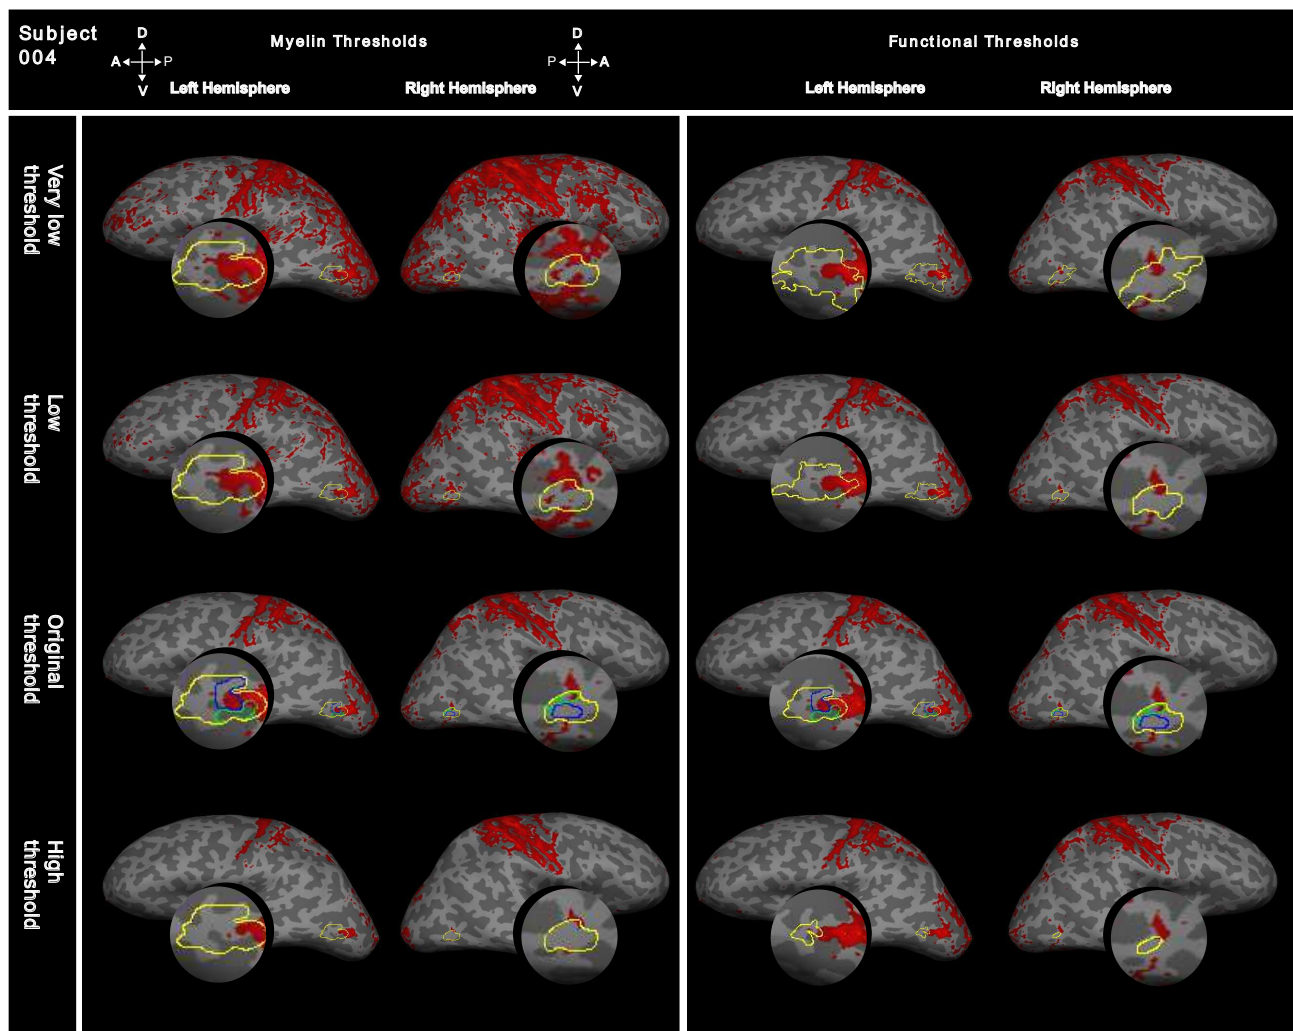 Subject
004
D
A P
V
Myelin Thresholds
D
P A
V
Functional Thresholds
Left Hemisphere
Right Hemisphere
Left Hemisphere
Right Hemisphere
Very low
threshold
Low
threshold
Original
threshold
High
threshold